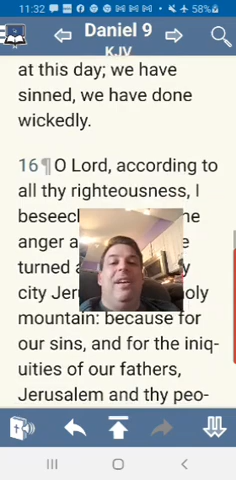 11:32
58%
Daniel 9
KJV
at this day; we have
sinned, we have done
wickedly.
16 ¶ O Lord, according to
all thy righteousness, I
beseech
anger
turned
city holy
mountain: because for
our sins, and for the iniq-
uities of our fathers,
Jerusalem and thy peo-